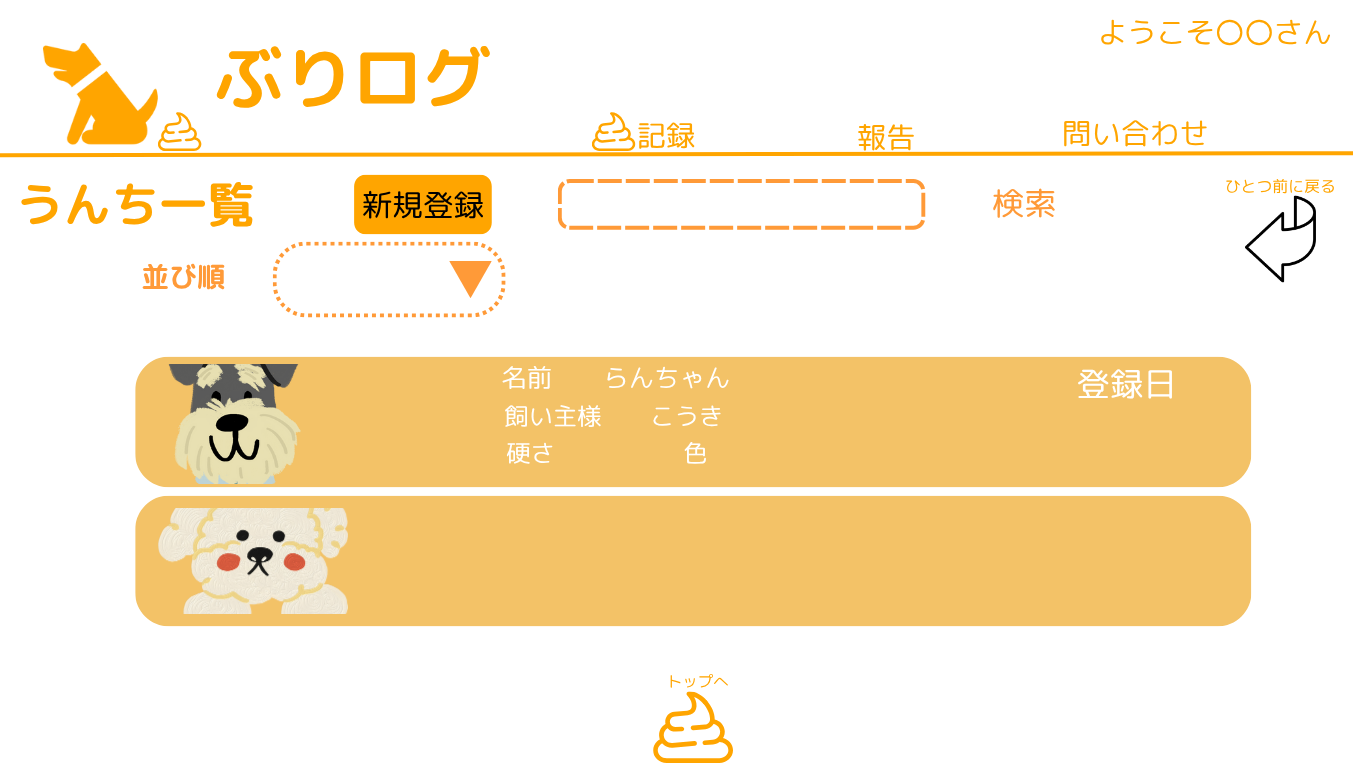 ようこそ〇〇さん
ぶりログ
記録 報告 問い合わせ
うんち一覧 新規登録 検索 ひとつ前に戻る
並び順
名前 らんちゃん 登録日
飼い主様 こうき
硬さ 色
トップへ